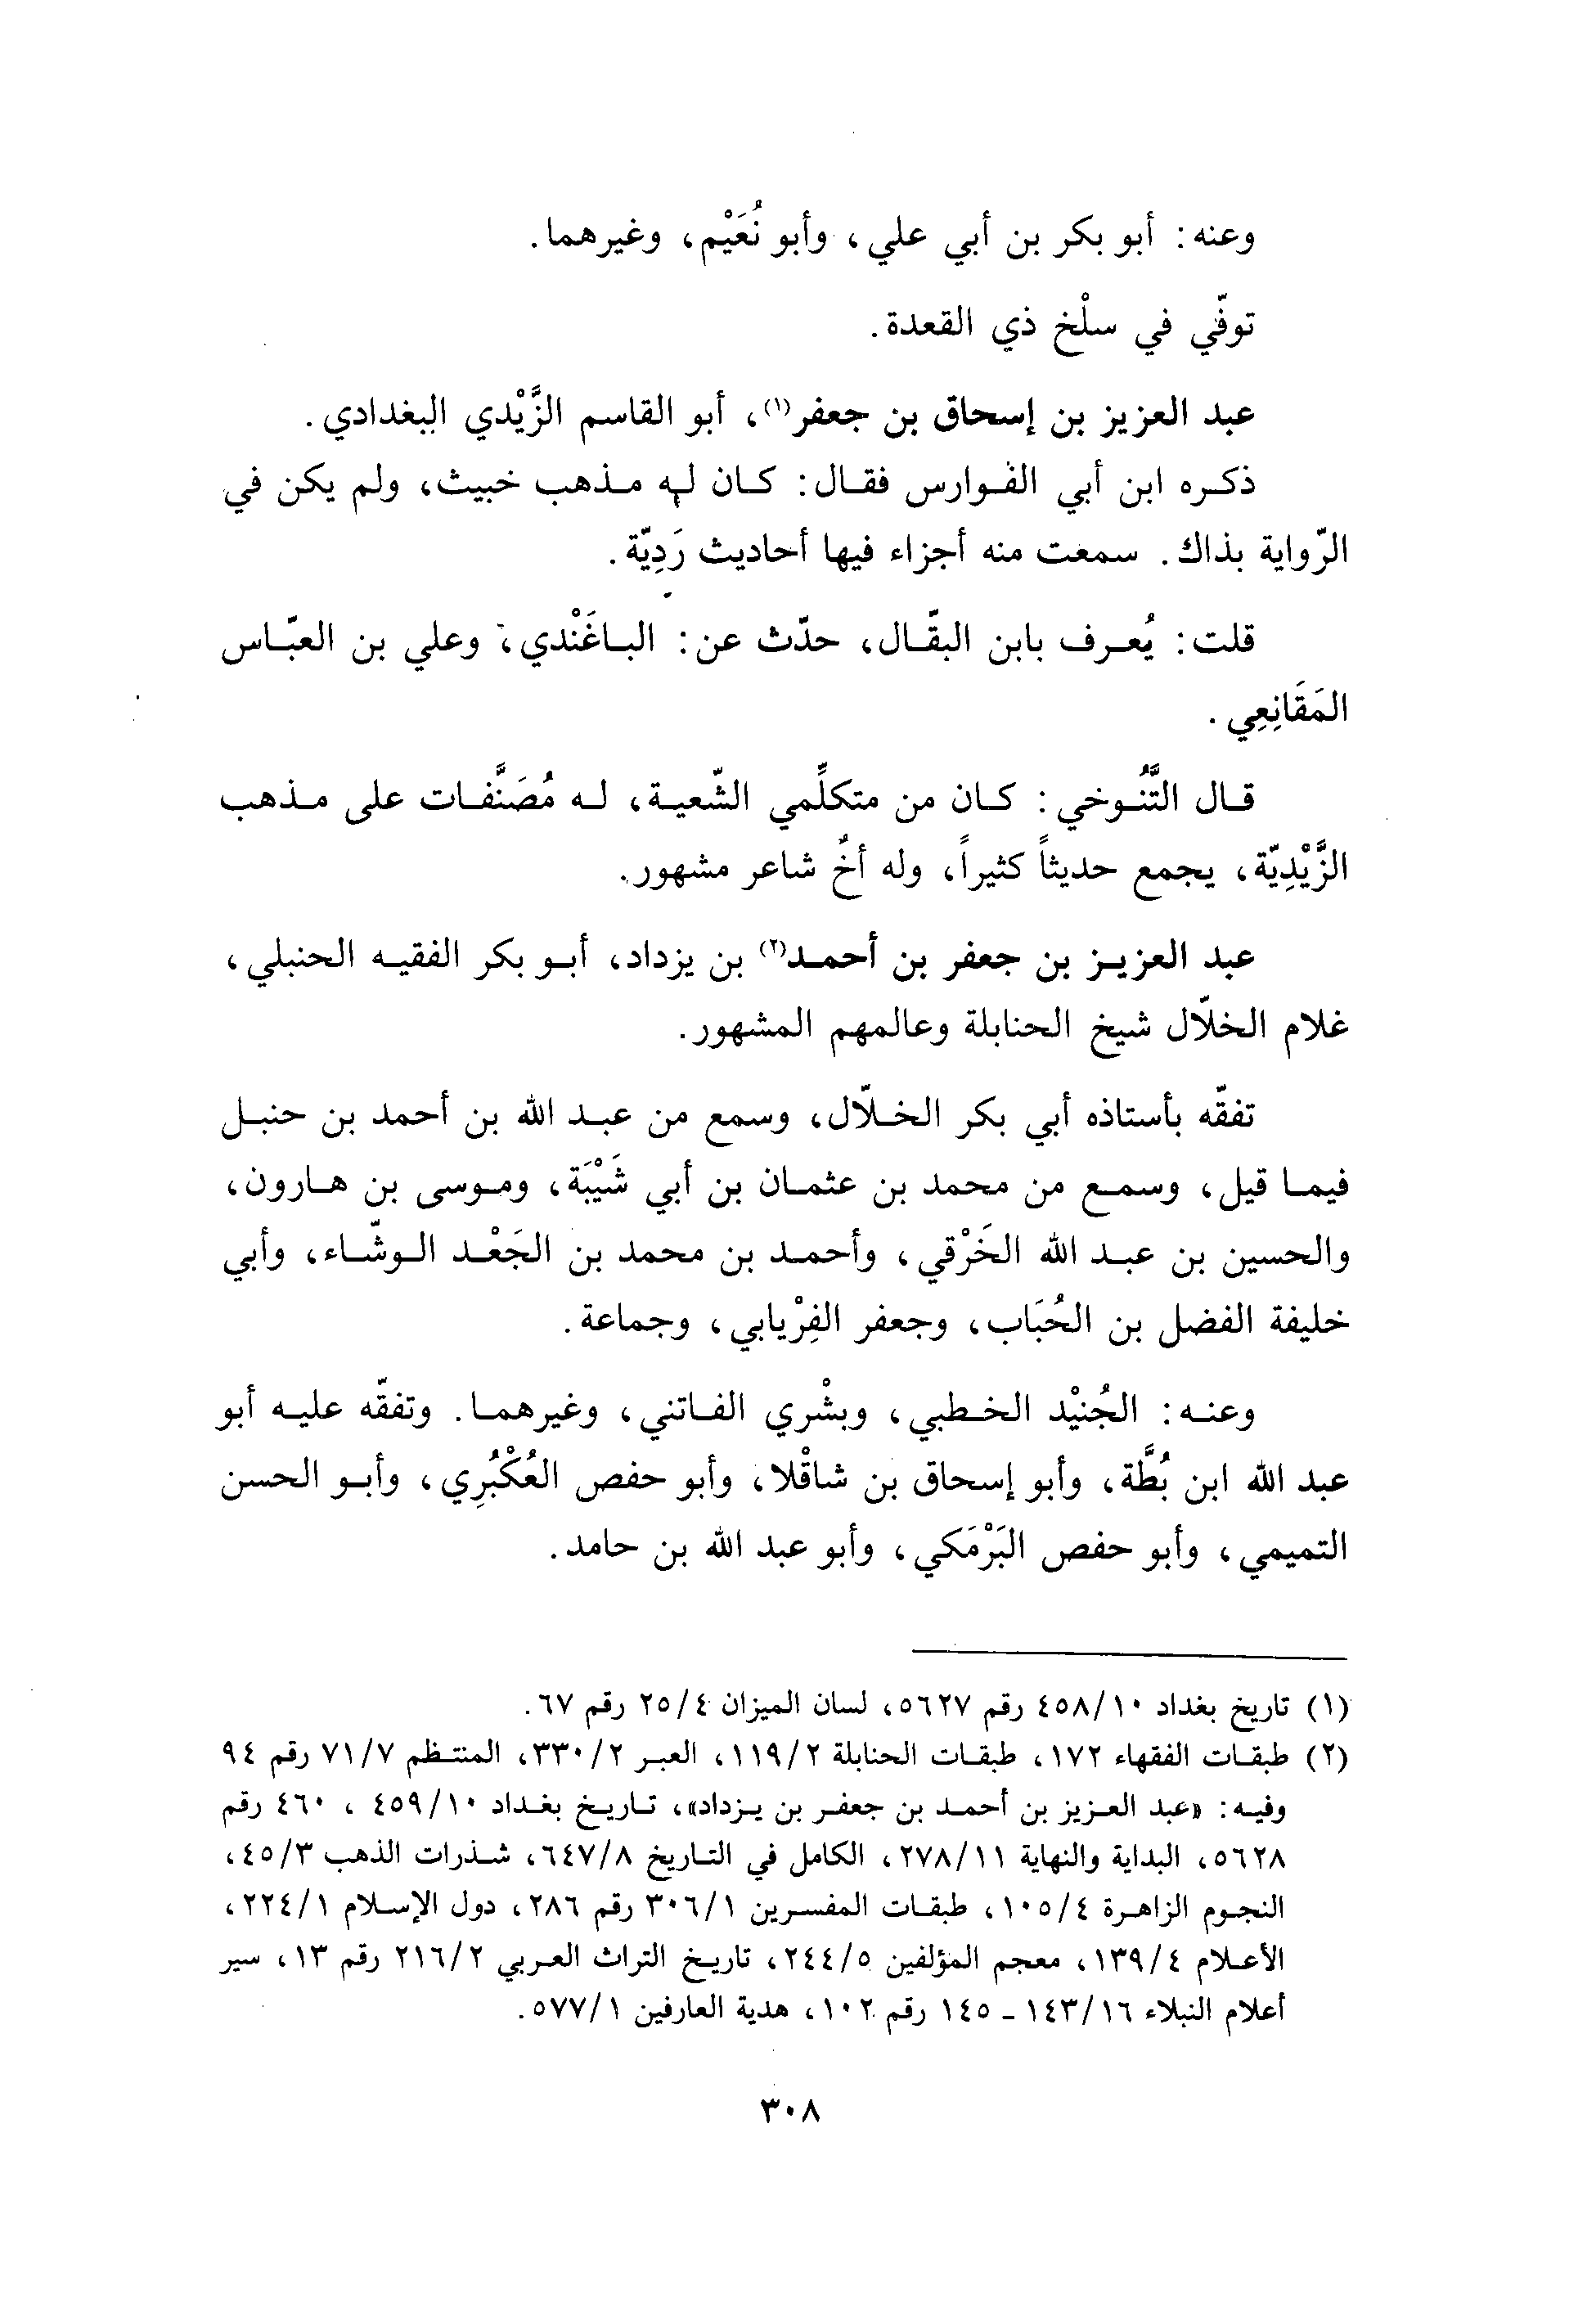 وعنه: أبو بكر بن أبي علي، وأبو نُعَيْم، وغيرهما.
توفّي في سلْخ ذي القعدة.
عبد العزيز بن إسحاق بن جعفر(١)، أبو القاسم الزَّيْدي البغدادي.
ذكره ابن أبي الفوارس فقال: كان له مذهب خبيث، ولم يكن في
الرّواية بذاك. سمعت منه أجزاء فيها أحاديث رَدِيّة.
قلت: يُعرف بابن البقّال، حدّث عن: الباغَنْدي، وعلي بن العبّاس
المَقَانِعِي.
قال التَّنُوخي: كان من متكلِّمي الشّعية، له مُصَنَّفات على مذهب
الزَّيْدِيّة، يجمع حديثاً كثيراً، وله أخٌ شاعر مشهور.
عبد العزيز بن جعفر بن أحمد(٢) بن يزداد، أبو بكر الفقيه الحنبلي،
غلام الخلّال شيخ الحنابلة وعالمهم المشهور.
تفقّه بأستاذه أبي بكر الخلّال، وسمع من عبد الله بن أحمد بن حنبل
فيما قيل، وسمع من محمد بن عثمان بن أبي شَيْبَة، وموسى بن هارون،
والحسين بن عبد الله الخَرْقي، وأحمد بن محمد بن الجَعْد الوشّاء، وأبي
خليفة الفضل بن الحُبَاب، وجعفر الفِرْيابي، وجماعة.
وعنه: الجُنيْد الخطبي، وبشْري الفاتني، وغيرهما. وتفقّه عليه أبو
عبد الله ابن بُطَّة، وأبو إسحاق بن شاقْلا، وأبو حفص العُكْبُرِي، وأبو الحسن
التميمي، وأبو حفص البَرْمَكي، وأبو عبد الله بن حامد.
(١) تاريخ بغداد ٤٥٨/١٠ رقم ٥٦٢٧، لسان الميزان ٢٥/٤ رقم ٦٧.
(٢) طبقات الفقهاء ١٧٢، طبقات الحنابلة ١١٩/٢، العبر ٣٣٠/٢، المنتظم ٧١/٧ رقم ٩٤
وفيه: «عبد العزيز بن أحمد بن جعفر بن يزداد»، تاريخ بغداد ٤٥٩/١٠، ٤٦٠ رقم
٥٦٢٨، البداية والنهاية ٢٧٨/١١، الكامل في التاريخ ٦٤٧/٨، شذرات الذهب ٤٥/٣،
النجوم الزاهرة ١٠٥/٤، طبقات المفسرين ٣٠٦/١ رقم ٢٨٦، دول الإسلام ٢٢٤/١،
الأعلام ١٣٩/٤، معجم المؤلفين ٢٤٤/٥، تاريخ التراث العربي ٢١٦/٢ رقم ١٣، سير
أعلام النبلاء ١٤٣/١٦ - ١٤٥ رقم ١٠٢، هدية العارفين ٥٧٧/١.
٣٠٨